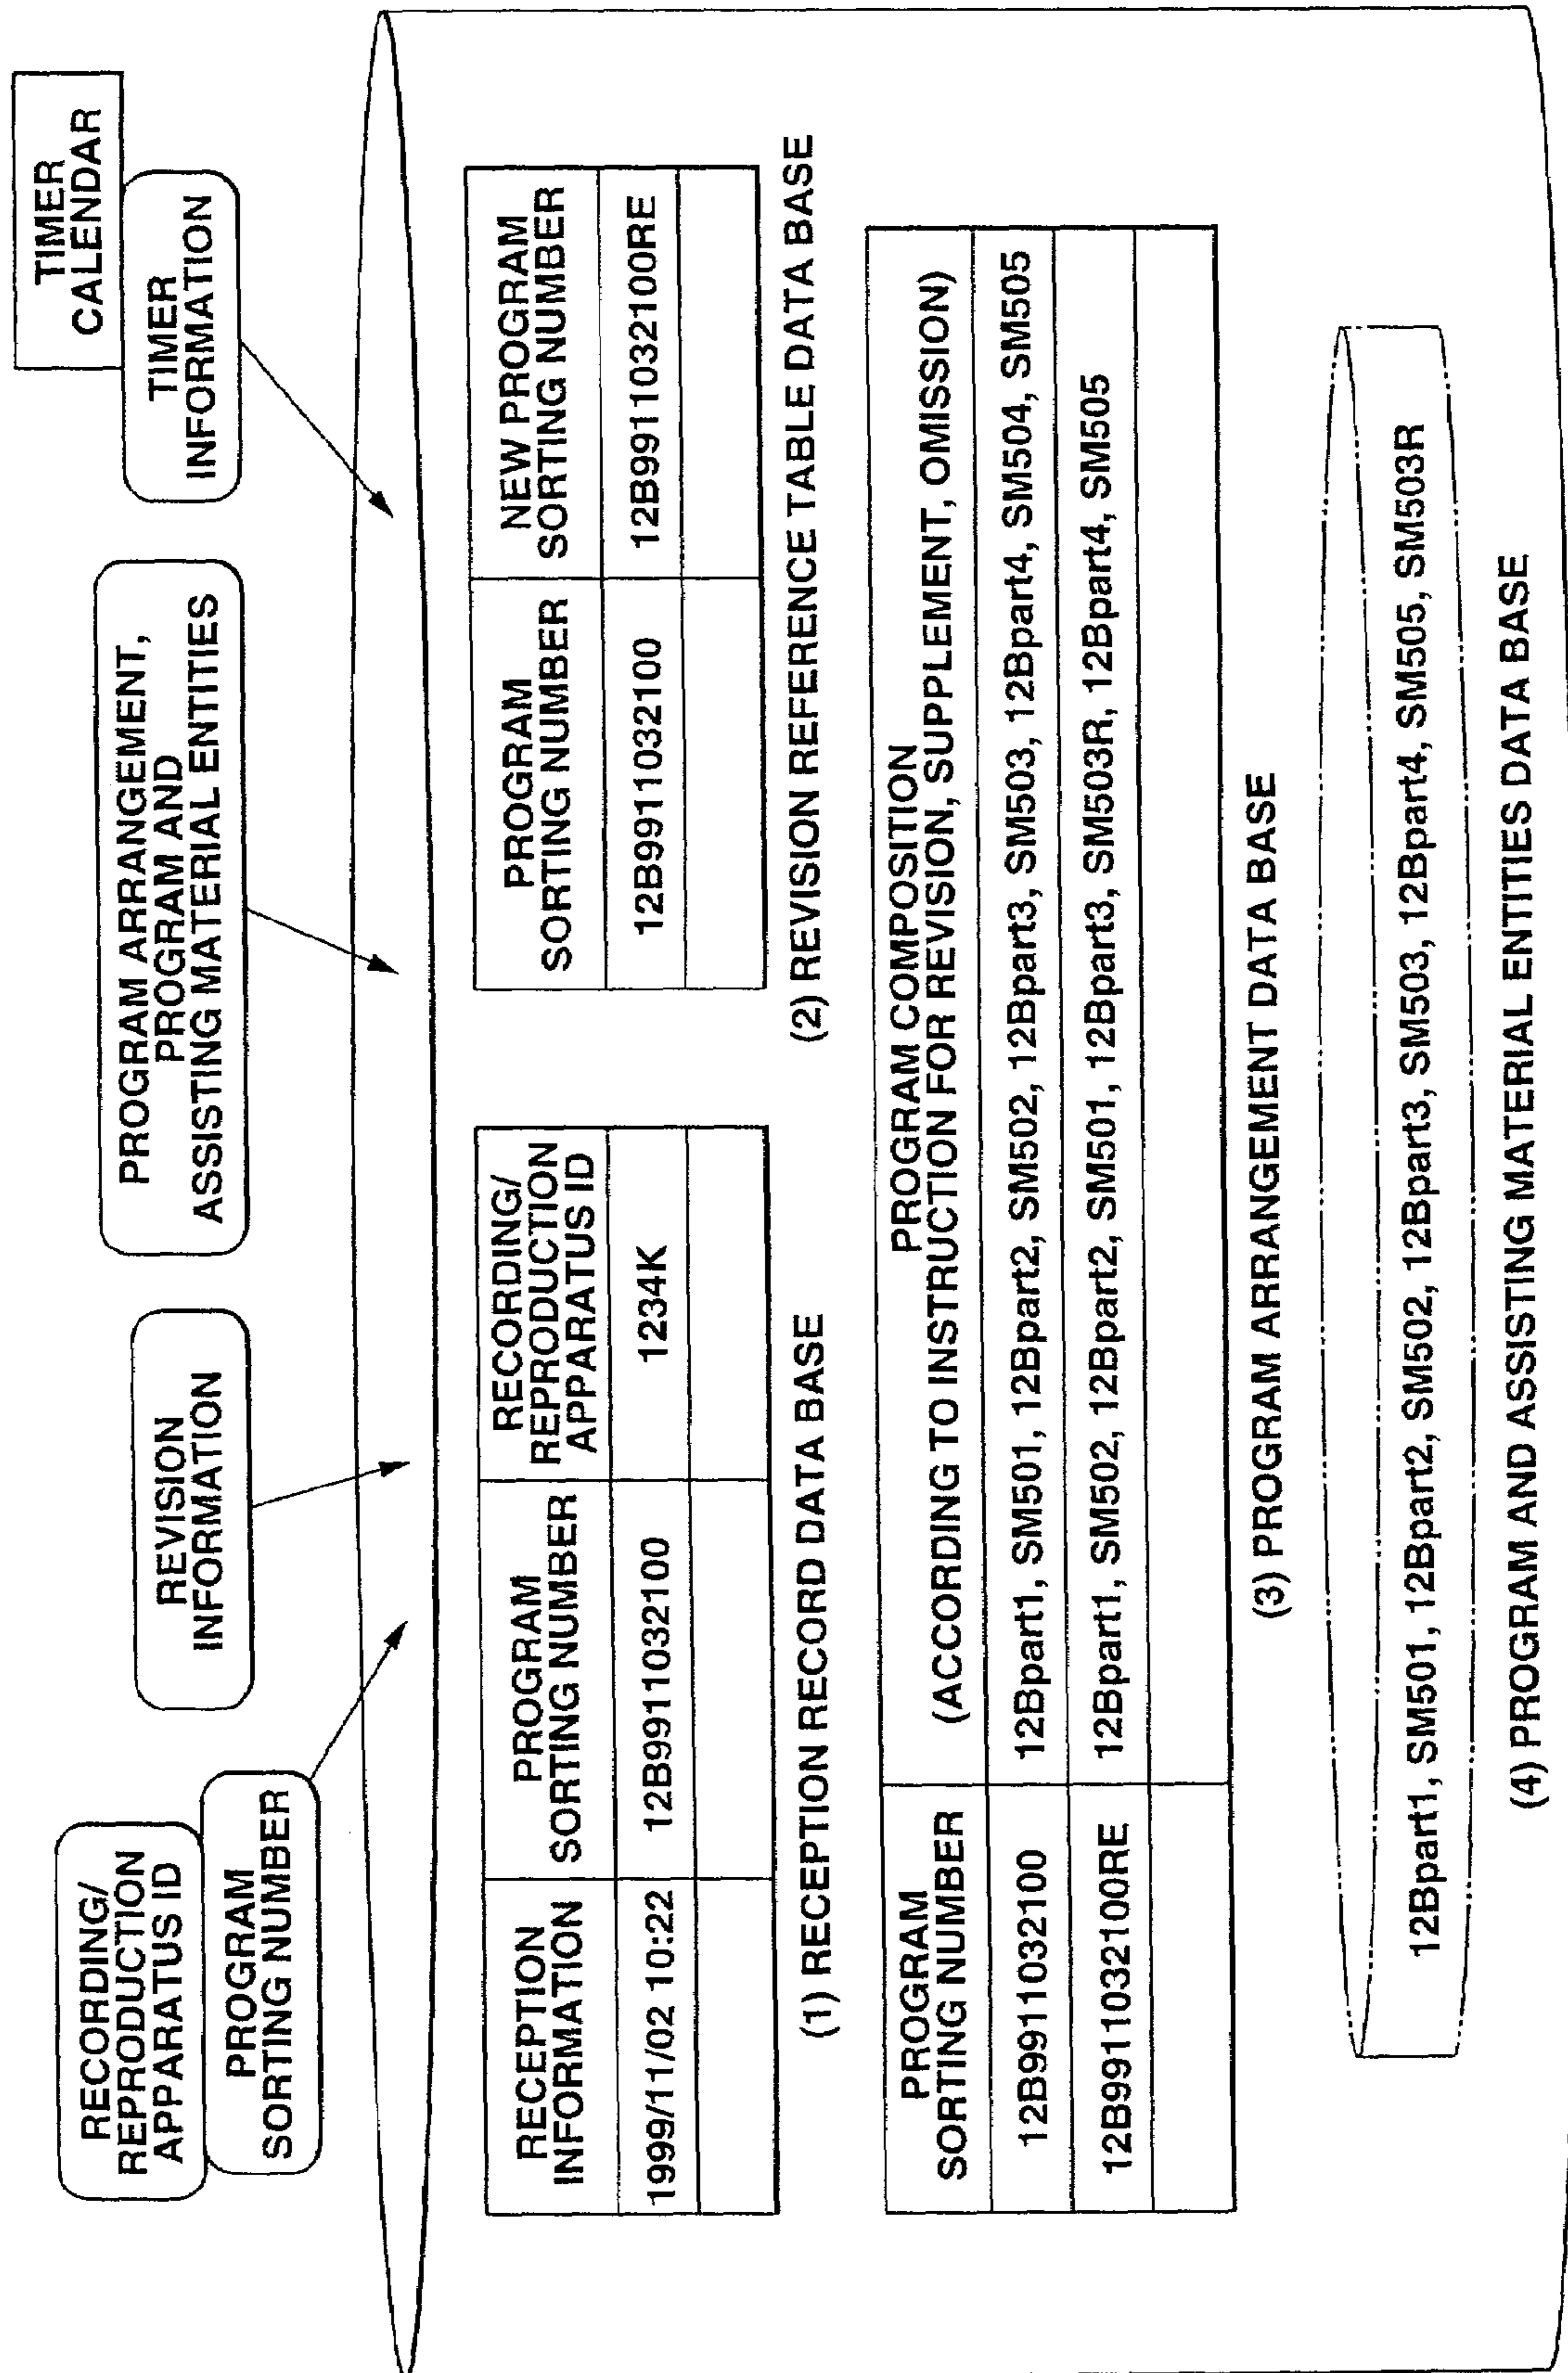 RECORDING/
REPRODUCTION
APPARATUS ID
PROGRAM
SORTING NUMBER
REVISION
INFORMATION
PROGRAM ARRANGEMENT,
PROGRAM AND
ASSISTING MATERIAL ENTITIES
TIMER
CALENDAR
TIMER
INFORMATION
RECEPTION
INFORMATION
PROGRAM
SORTING NUMBER
RECORDING/
REPRODUCTION
APPARATUS ID
1999/11/02 10:22
12B9911032100
1234K
(1) RECEPTION RECORD DATA BASE
PROGRAM
SORTING NUMBER
NEW PROGRAM
SORTING NUMBER
12B9911032100
12B9911032100RE
(2) REVISION REFERENCE TABLE DATA BASE
PROGRAM
SORTING NUMBER
PROGRAM COMPOSITION
(ACCORDING TO INSTRUCTION FOR REVISION, SUPPLEMENT, OMISSION)
12B9911032100
12Bpart1, SM501, 12Bpart2, SM502, 12Bpart3, SM503, 12Bpart4, SM504, SM505
12B9911032100RE
12Bpart1, SM502, 12Bpart2, SM501, 12Bpart3, SM503R, 12Bpart4, SM505
(3) PROGRAM ARRANGEMENT DATA BASE
12Bpart1, SM501, 12Bpart2, SM502, 12Bpart3, SM503, 12Bpart4, SM505, SM503R
(4) PROGRAM AND ASSISTING MATERIAL ENTITIES DATA BASE